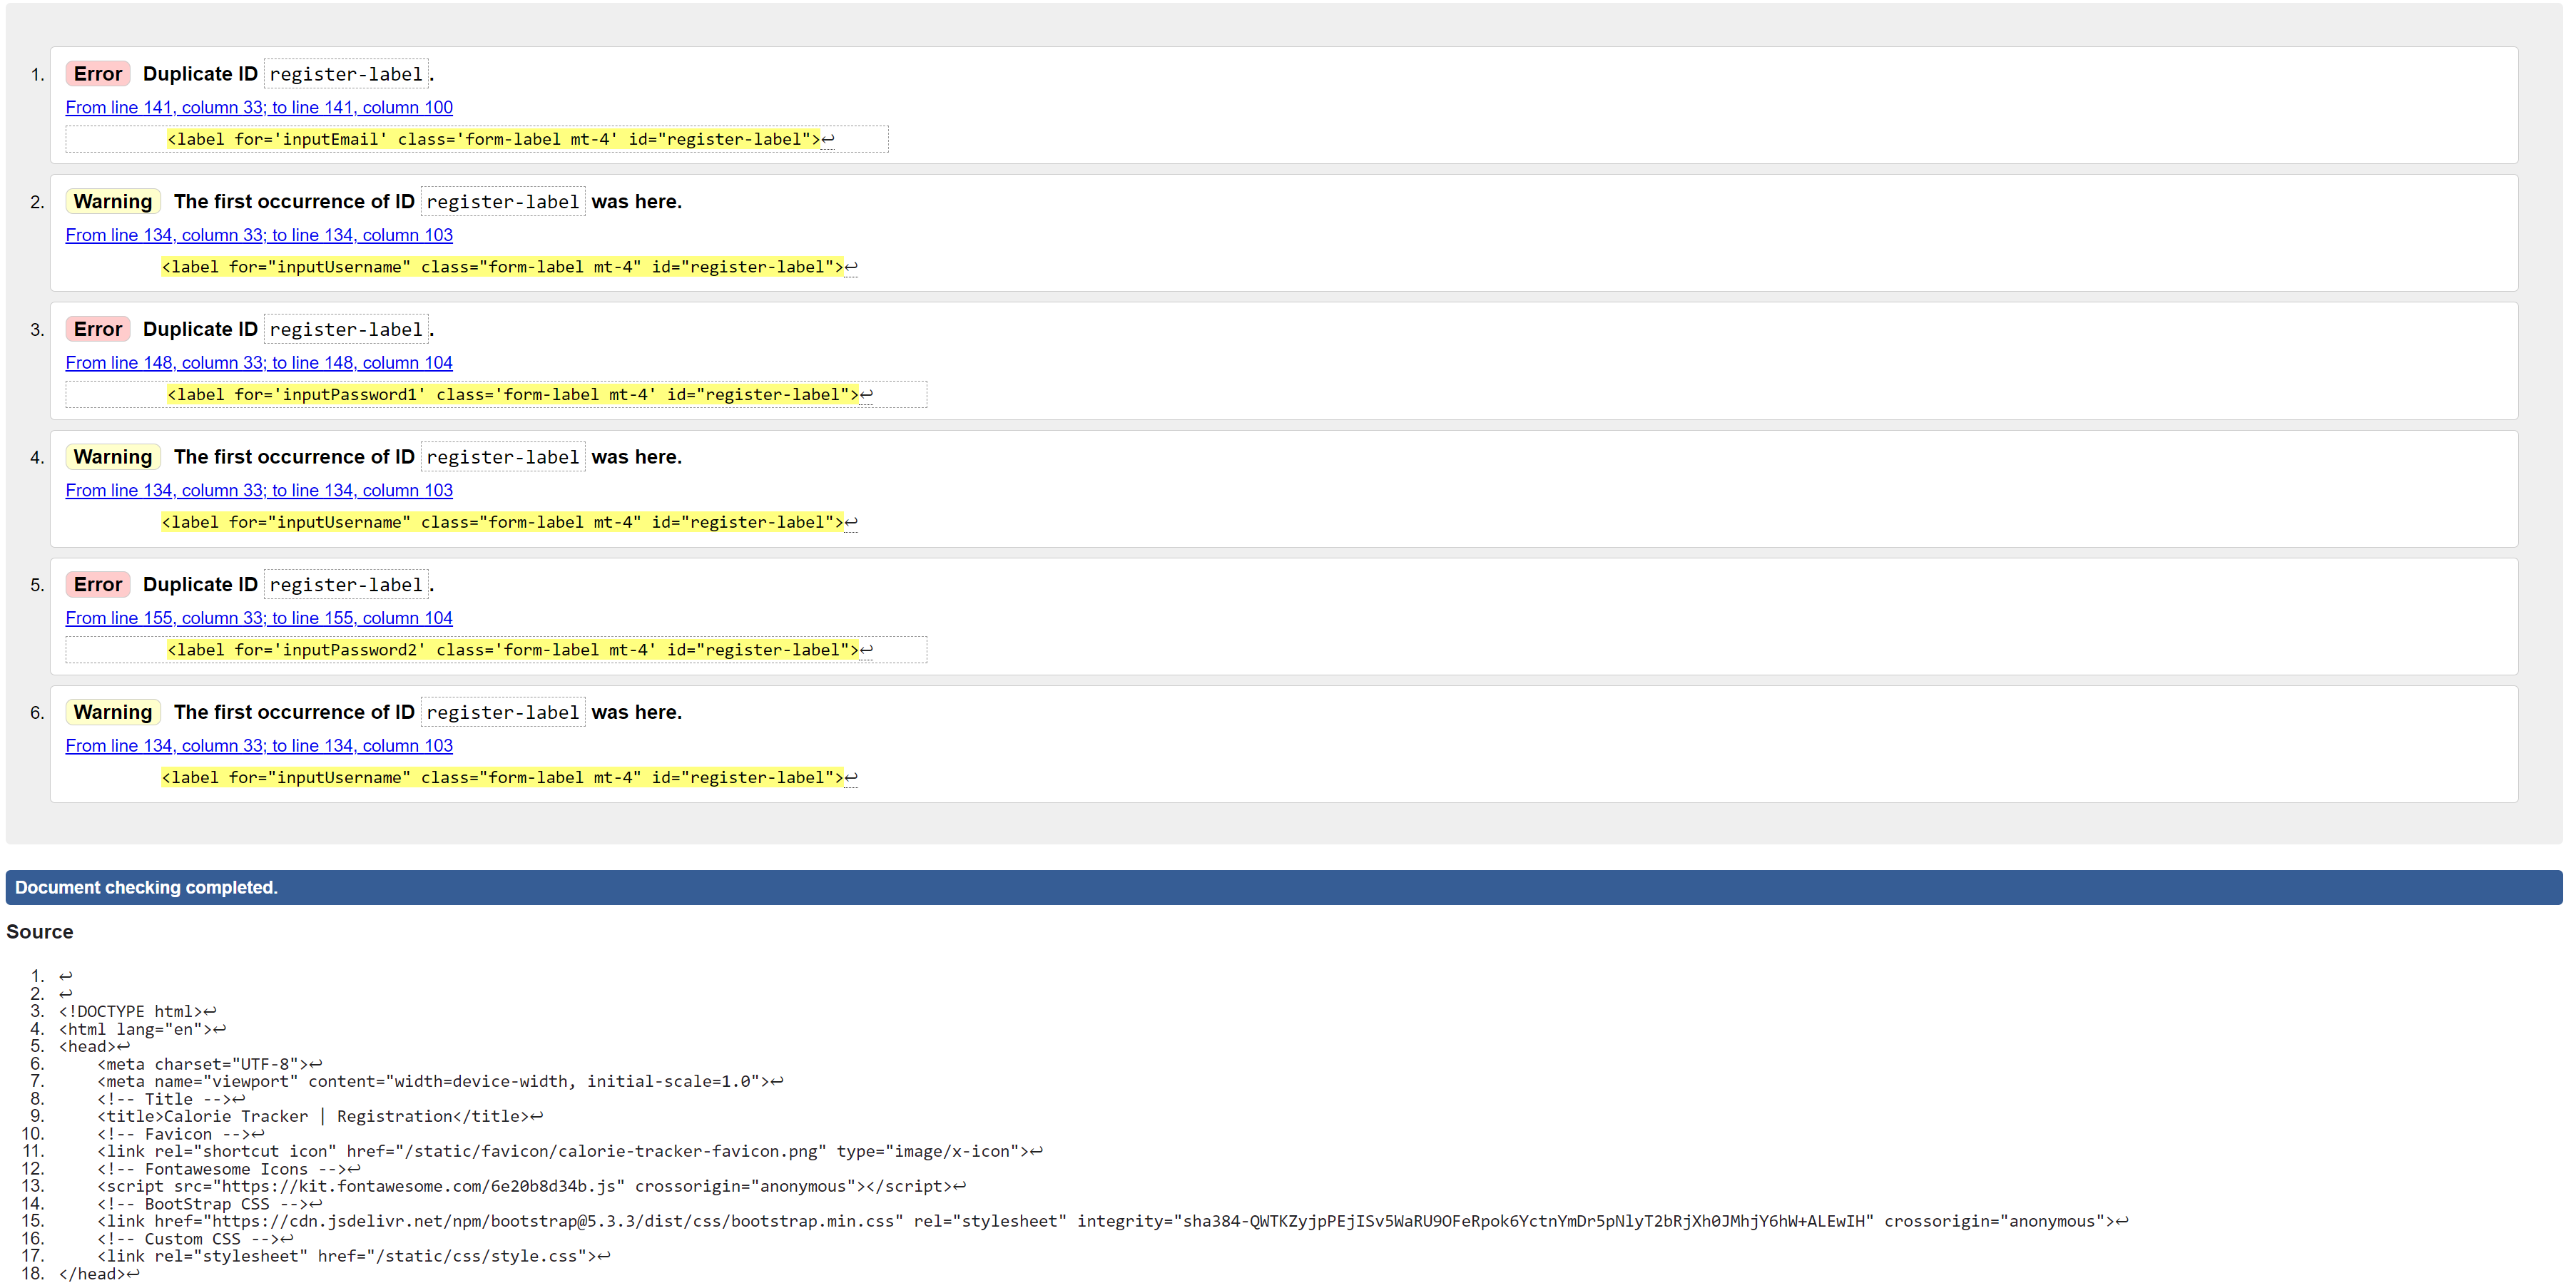 1. Error Duplicate ID register-label.
From line 141, column 33; to line 141, column 100
<label for='inputEmail' class='form-label mt-4' id="register-label">↩
2. Warning The first occurrence of ID register-label was here.
From line 134, column 33; to line 134, column 103
<label for="inputUsername" class="form-label mt-4" id="register-label">↩
3. Error Duplicate ID register-label.
From line 148, column 33; to line 148, column 104
<label for='inputPassword1' class='form-label mt-4' id="register-label">↩
4. Warning The first occurrence of ID register-label was here.
From line 134, column 33; to line 134, column 103
<label for="inputUsername" class="form-label mt-4" id="register-label">↩
5. Error Duplicate ID register-label.
From line 155, column 33; to line 155, column 104
<label for='inputPassword2' class='form-label mt-4' id="register-label">↩
6. Warning The first occurrence of ID register-label was here.
From line 134, column 33; to line 134, column 103
<label for="inputUsername" class="form-label mt-4" id="register-label">↩
Document checking completed.
Source
1. ↩
2. ↩
3. <!DOCTYPE html>↩
4. <html lang="en">↩
5. <head>↩
6. <meta charset="UTF-8">↩
7. <meta name="viewport" content="width=device-width, initial-scale=1.0">↩
8. <!-- Title -->↩
9. <title>Calorie Tracker | Registration</title>↩
10. <!-- Favicon -->↩
11. <link rel="shortcut icon" href="/static/favicon/calorie-tracker-favicon.png" type="image/x-icon">↩
12. <!-- Fontawesome Icons -->↩
13. <script src="https://kit.fontawesome.com/6e20b8d34b.js" crossorigin="anonymous"></script>↩
14. <!-- BootStrap CSS -->↩
15. <link href="https://cdn.jsdelivr.net/npm/bootstrap@5.3.3/dist/css/bootstrap.min.css" rel="stylesheet" integrity="sha384-QWTKZyjpPEjISv5WaRU9OFeRpok6YctnYmDr5pNlyT2bRjXh0JMhjY6hW+ALEwIH" crossorigin="anonymous">↩
16. <!-- Custom CSS -->↩
17. <link rel="stylesheet" href="/static/css/style.css">↩
18. </head>↩